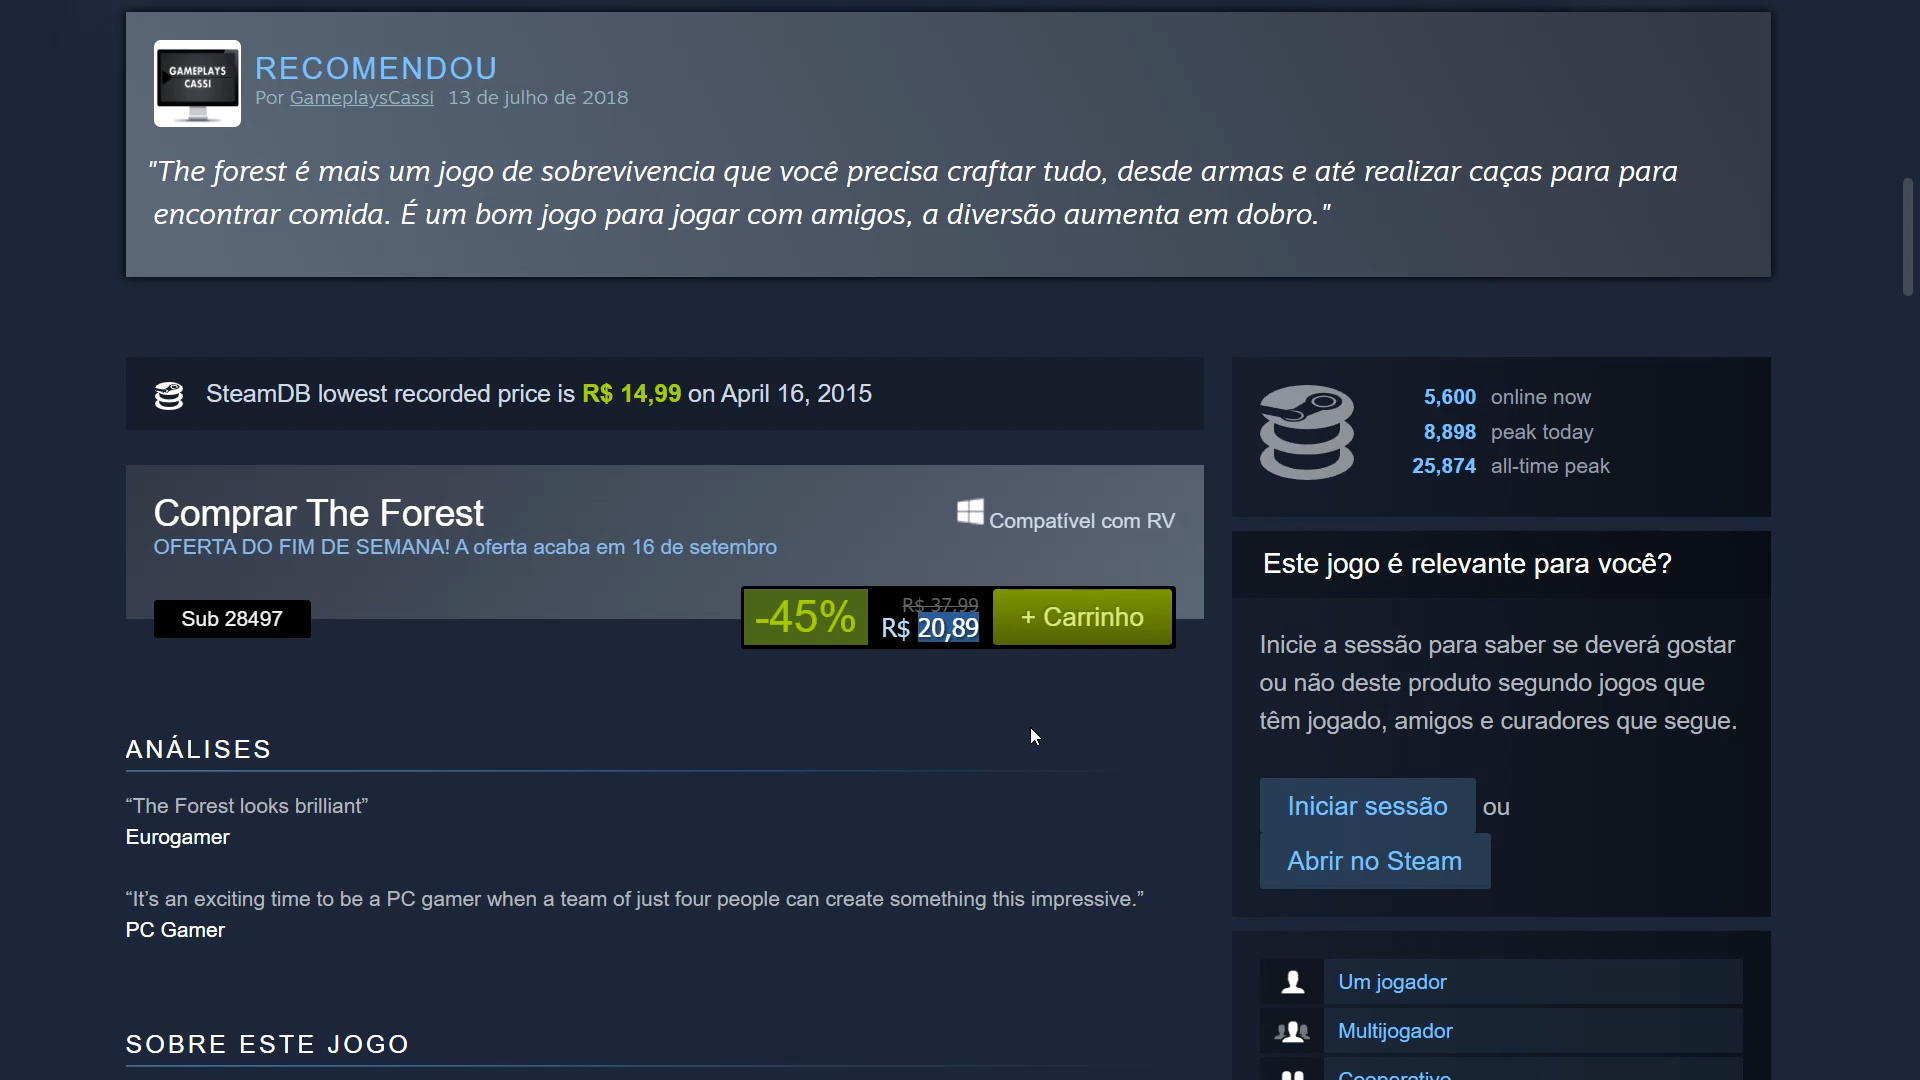 GAMEPLAYS
CASSI
RECOMENDOU
Por GameplaysCassi 13 de julho de 2018
"The forest é mais um jogo de sobrevivencia que você precisa craftar tudo, desde armas e até realizar caças para para
encontrar comida. É um bom jogo para jogar com amigos, a diversão aumenta em dobro."
SteamDB lowest recorded price is R$ 14,99 on April 16, 2015
5,600 online now
8,898 peak today
25,874 all-time peak
Comprar The Forest
Compatível com RV
OFERTA DO FIM DE SEMANA! A oferta acaba em 16 de setembro
Sub 28497
-45%
R$ 37,99
R$ 20,89
+ Carrinho
Este jogo é relevante para você?
Inicie a sessão para saber se deverá gostar
ou não deste produto segundo jogos que
têm jogado, amigos e curadores que segue.
Iniciar sessão ou
Abrir no Steam
ANÁLISES
“The Forest looks brilliant”
Eurogamer
“It’s an exciting time to be a PC gamer when a team of just four people can create something this impressive.”
PC Gamer
Um jogador
Multijogador
Cooperativo
SOBRE ESTE JOGO